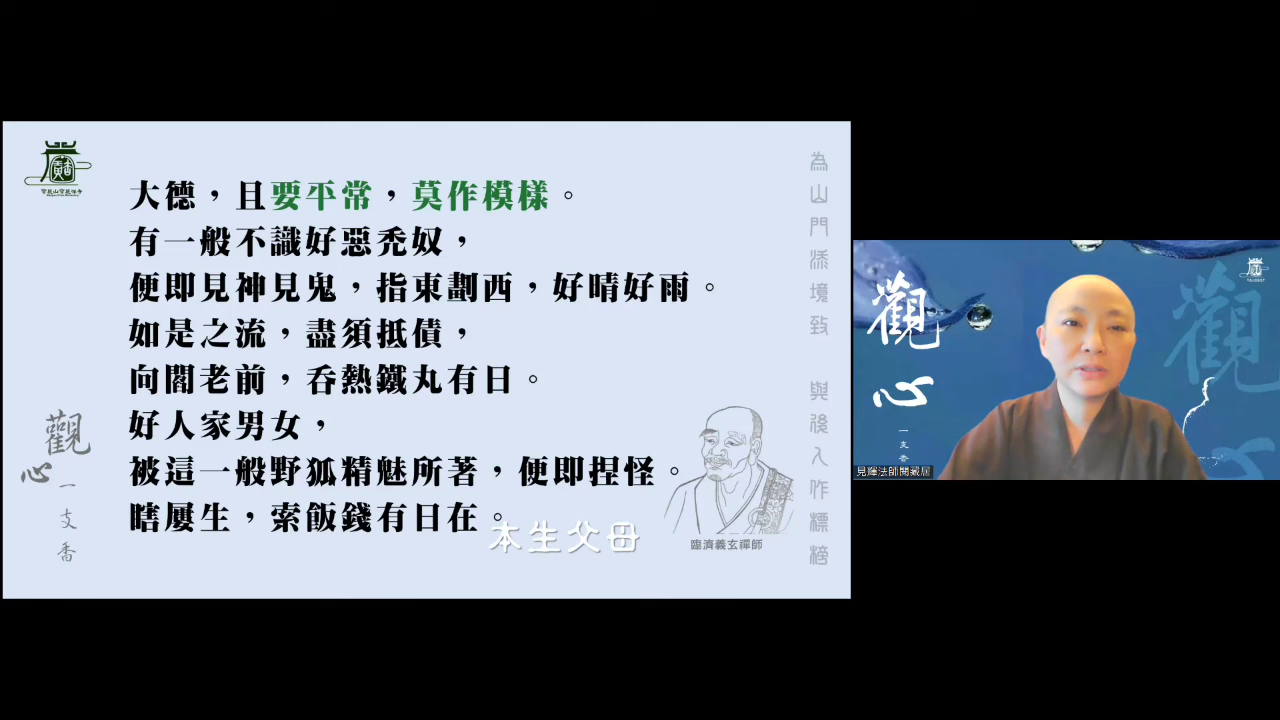 大德，且要平常，莫作模樣。
有一般不識好惡禿奴，
便即見神見鬼，指東劃西，好晴好雨。
如是之流，盡須抵債，
向閻老前，吞熱鐵丸有日。
好人家男女，
被這一般野狐精魅所著，便即捏怪。
瞎屢生，索飯錢有日在。
本生父母
臨濟義玄禪師
觀心一支香
為山門添境致 與後人作標榜
觀心
一支香
觀心
見輝法師開藏版